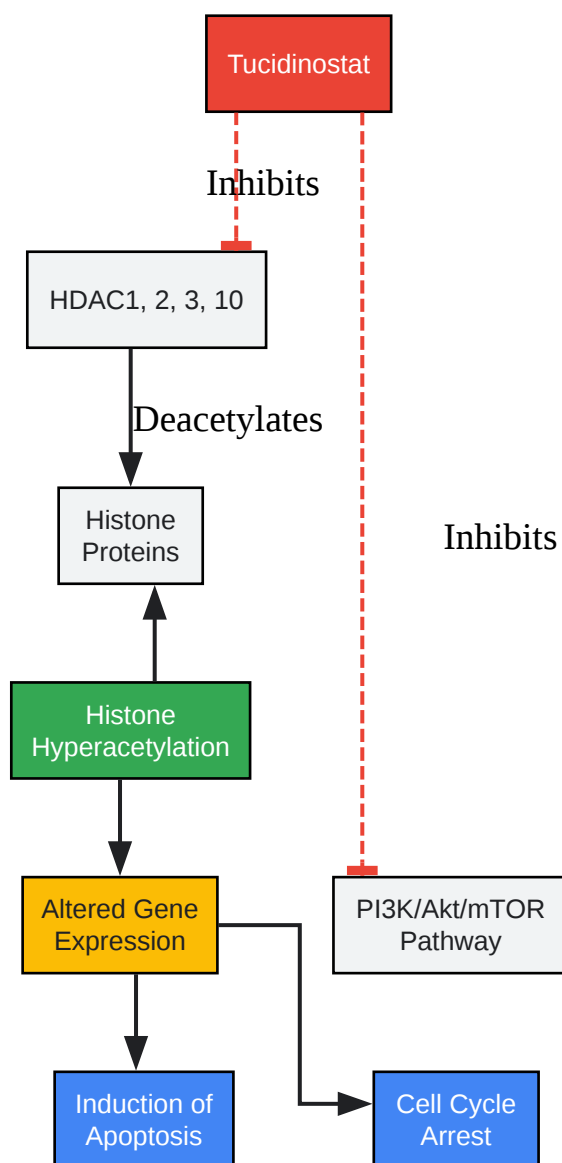 Tucidinostat
Inhibits
HDAC1, 2, 3, 10
Deacetylates
Histone
Proteins
Inhibits
Histone
Hyperacetylation
Altered Gene
Expression
PI3K/Akt/mTOR
Pathway
Induction of
Apoptosis
Cell Cycle
Arrest